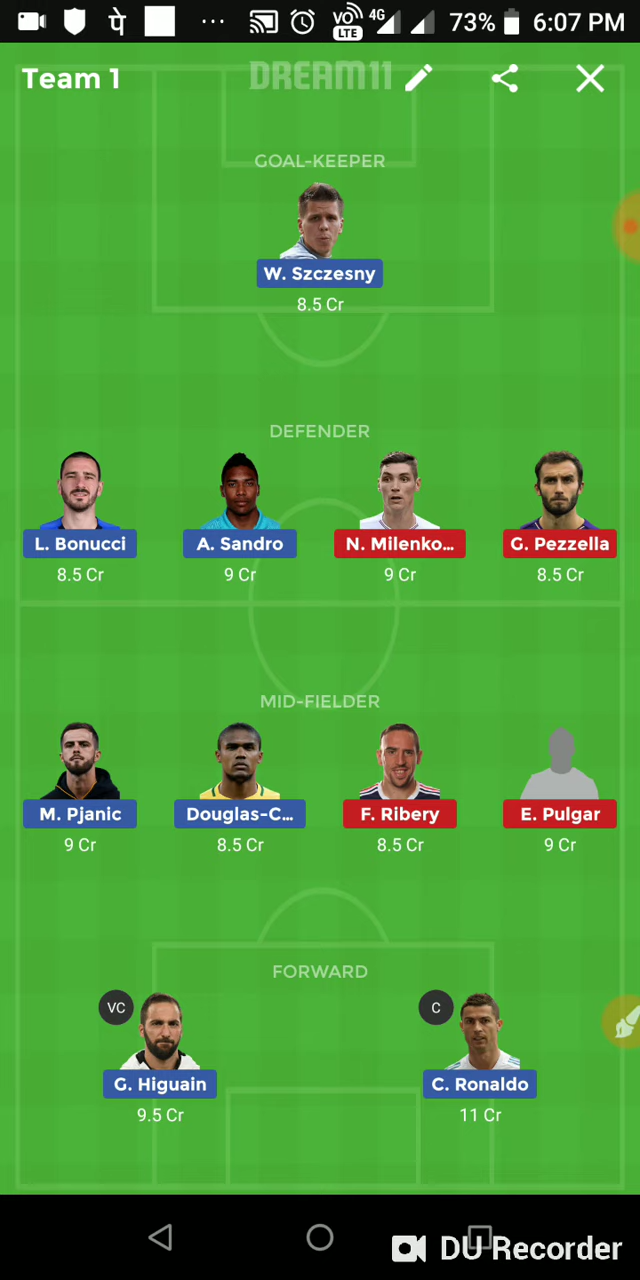 पे ... VO LTE 4G 73% 6:07 PM
Team 1 DREAM11
GOAL-KEEPER
W. Szczesny
8.5 Cr
DEFENDER
L. Bonucci A. Sandro N. Milenko... G. Pezzella
8.5 Cr 9 Cr 9 Cr 8.5 Cr
MID-FIELDER
M. Pjanic Douglas-C... F. Ribery E. Pulgar
9 Cr 8.5 Cr 8.5 Cr 9 Cr
FORWARD
VC C
G. Higuain C. Ronaldo
9.5 Cr 11 Cr
DU Recorder